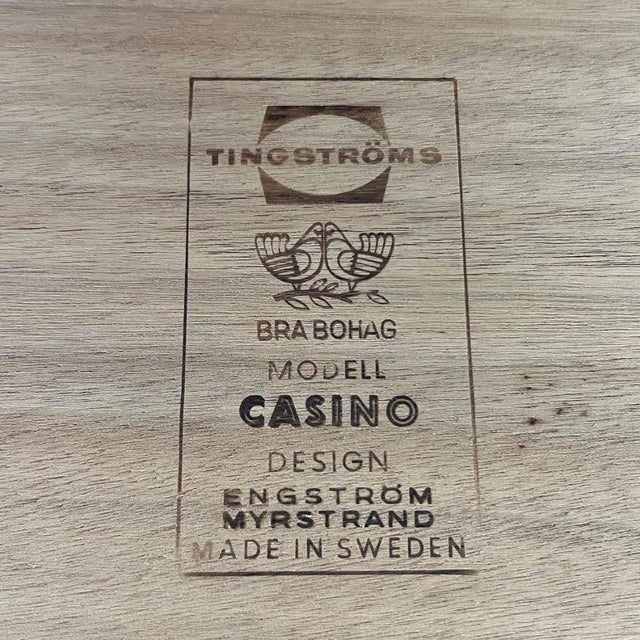 TINGSTRÖMS
BRA BOHAG
MODELL
CASINO
DESIGN
ENGSTRÖM
MYRSTRAND
MADE IN SWEDEN